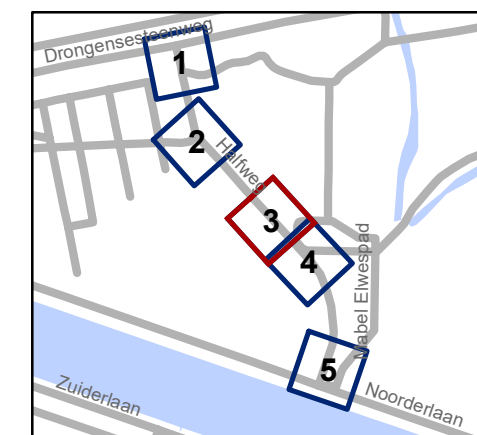 Drongensesteenweg
1
2
Halfweg
3
4
Mabel Elwespad
5
Zuiderlaan
Noorderlaan